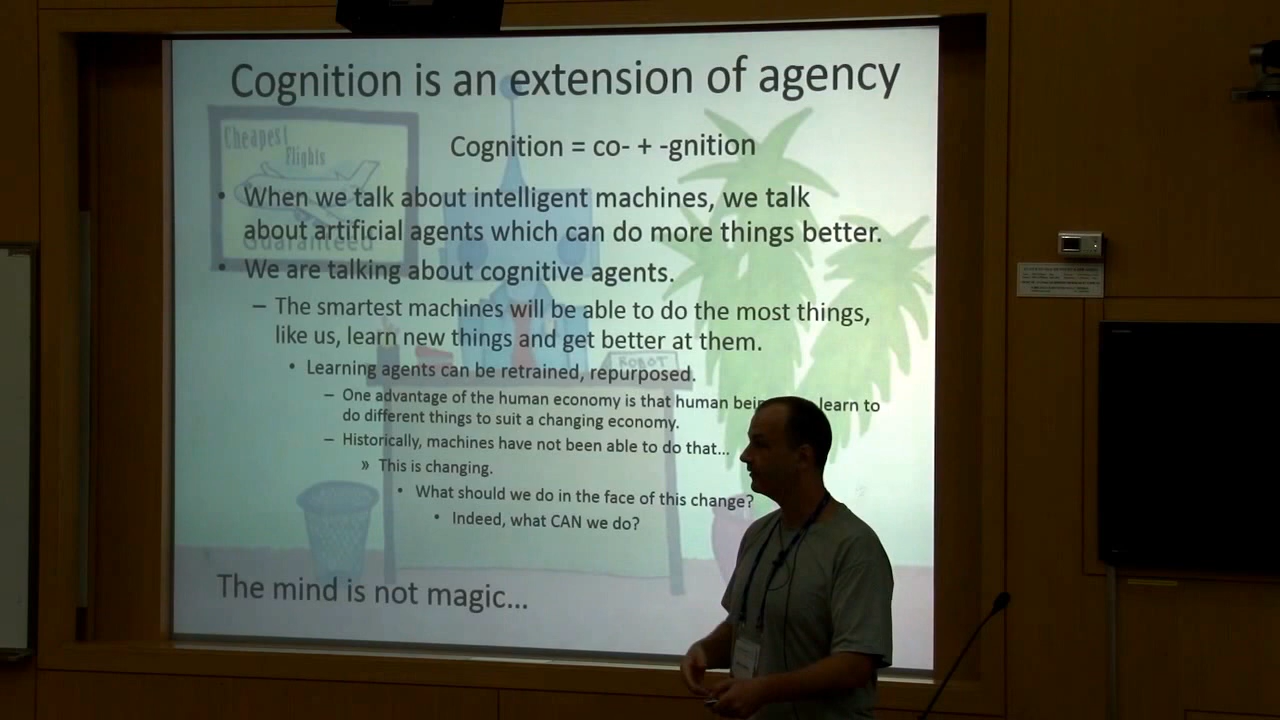 Cognition is an extension of agency
Cognition = co- + -gnition
Cheapest
Flights
Guaranteed
• When we talk about intelligent machines, we talk
about artificial agents which can do more things better.
• We are talking about cognitive agents.
– The smartest machines will be able to do the most things,
like us, learn new things and get better at them.
ROBOT
• Learning agents can be retrained, repurposed.
– One advantage of the human economy is that human learn to
do different things to suit a changing economy.
– Historically, machines have not been able to do that...
» This is changing.
• What should we do in the face of this change?
• Indeed, what CAN we do?
The mind is not magic...